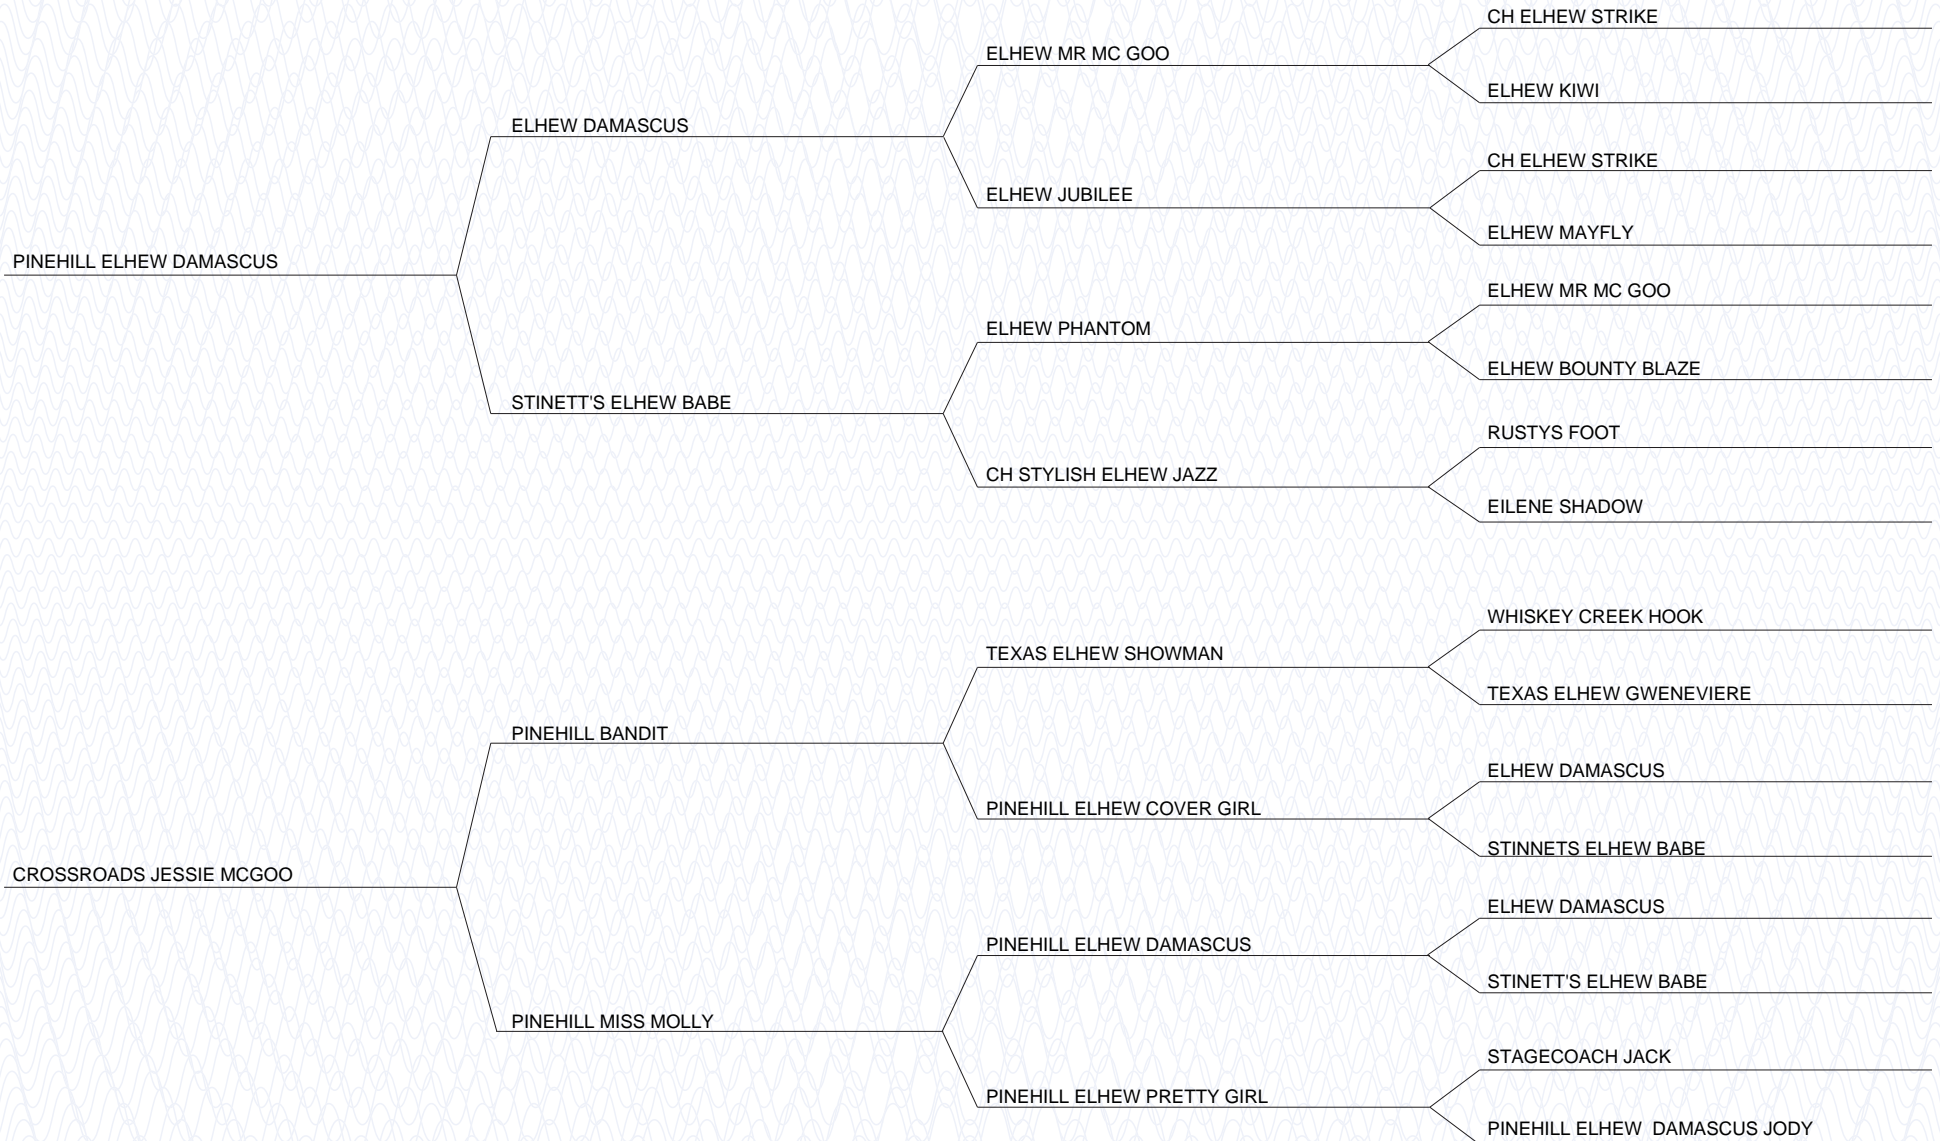 CH ELHEW STRIKE
ELHEW MR MC GOO
ELHEW KIWI
ELHEW DAMASCUS
CH ELHEW STRIKE
ELHEW JUBILEE
ELHEW MAYFLY
PINEHILL ELHEW DAMASCUS
ELHEW MR MC GOO
ELHEW PHANTOM
ELHEW BOUNTY BLAZE
STINETT'S ELHEW BABE
RUSTYS FOOT
CH STYLISH ELHEW JAZZ
EILENE SHADOW
WHISKEY CREEK HOOK
TEXAS ELHEW SHOWMAN
TEXAS ELHEW GWENEVIERE
PINEHILL BANDIT
ELHEW DAMASCUS
PINEHILL ELHEW COVER GIRL
STINNETS ELHEW BABE
CROSSROADS JESSIE MCGOO
ELHEW DAMASCUS
PINEHILL ELHEW DAMASCUS
STINETT'S ELHEW BABE
PINEHILL MISS MOLLY
STAGECOACH JACK
PINEHILL ELHEW PRETTY GIRL
PINEHILL ELHEW  DAMASCUS JODY